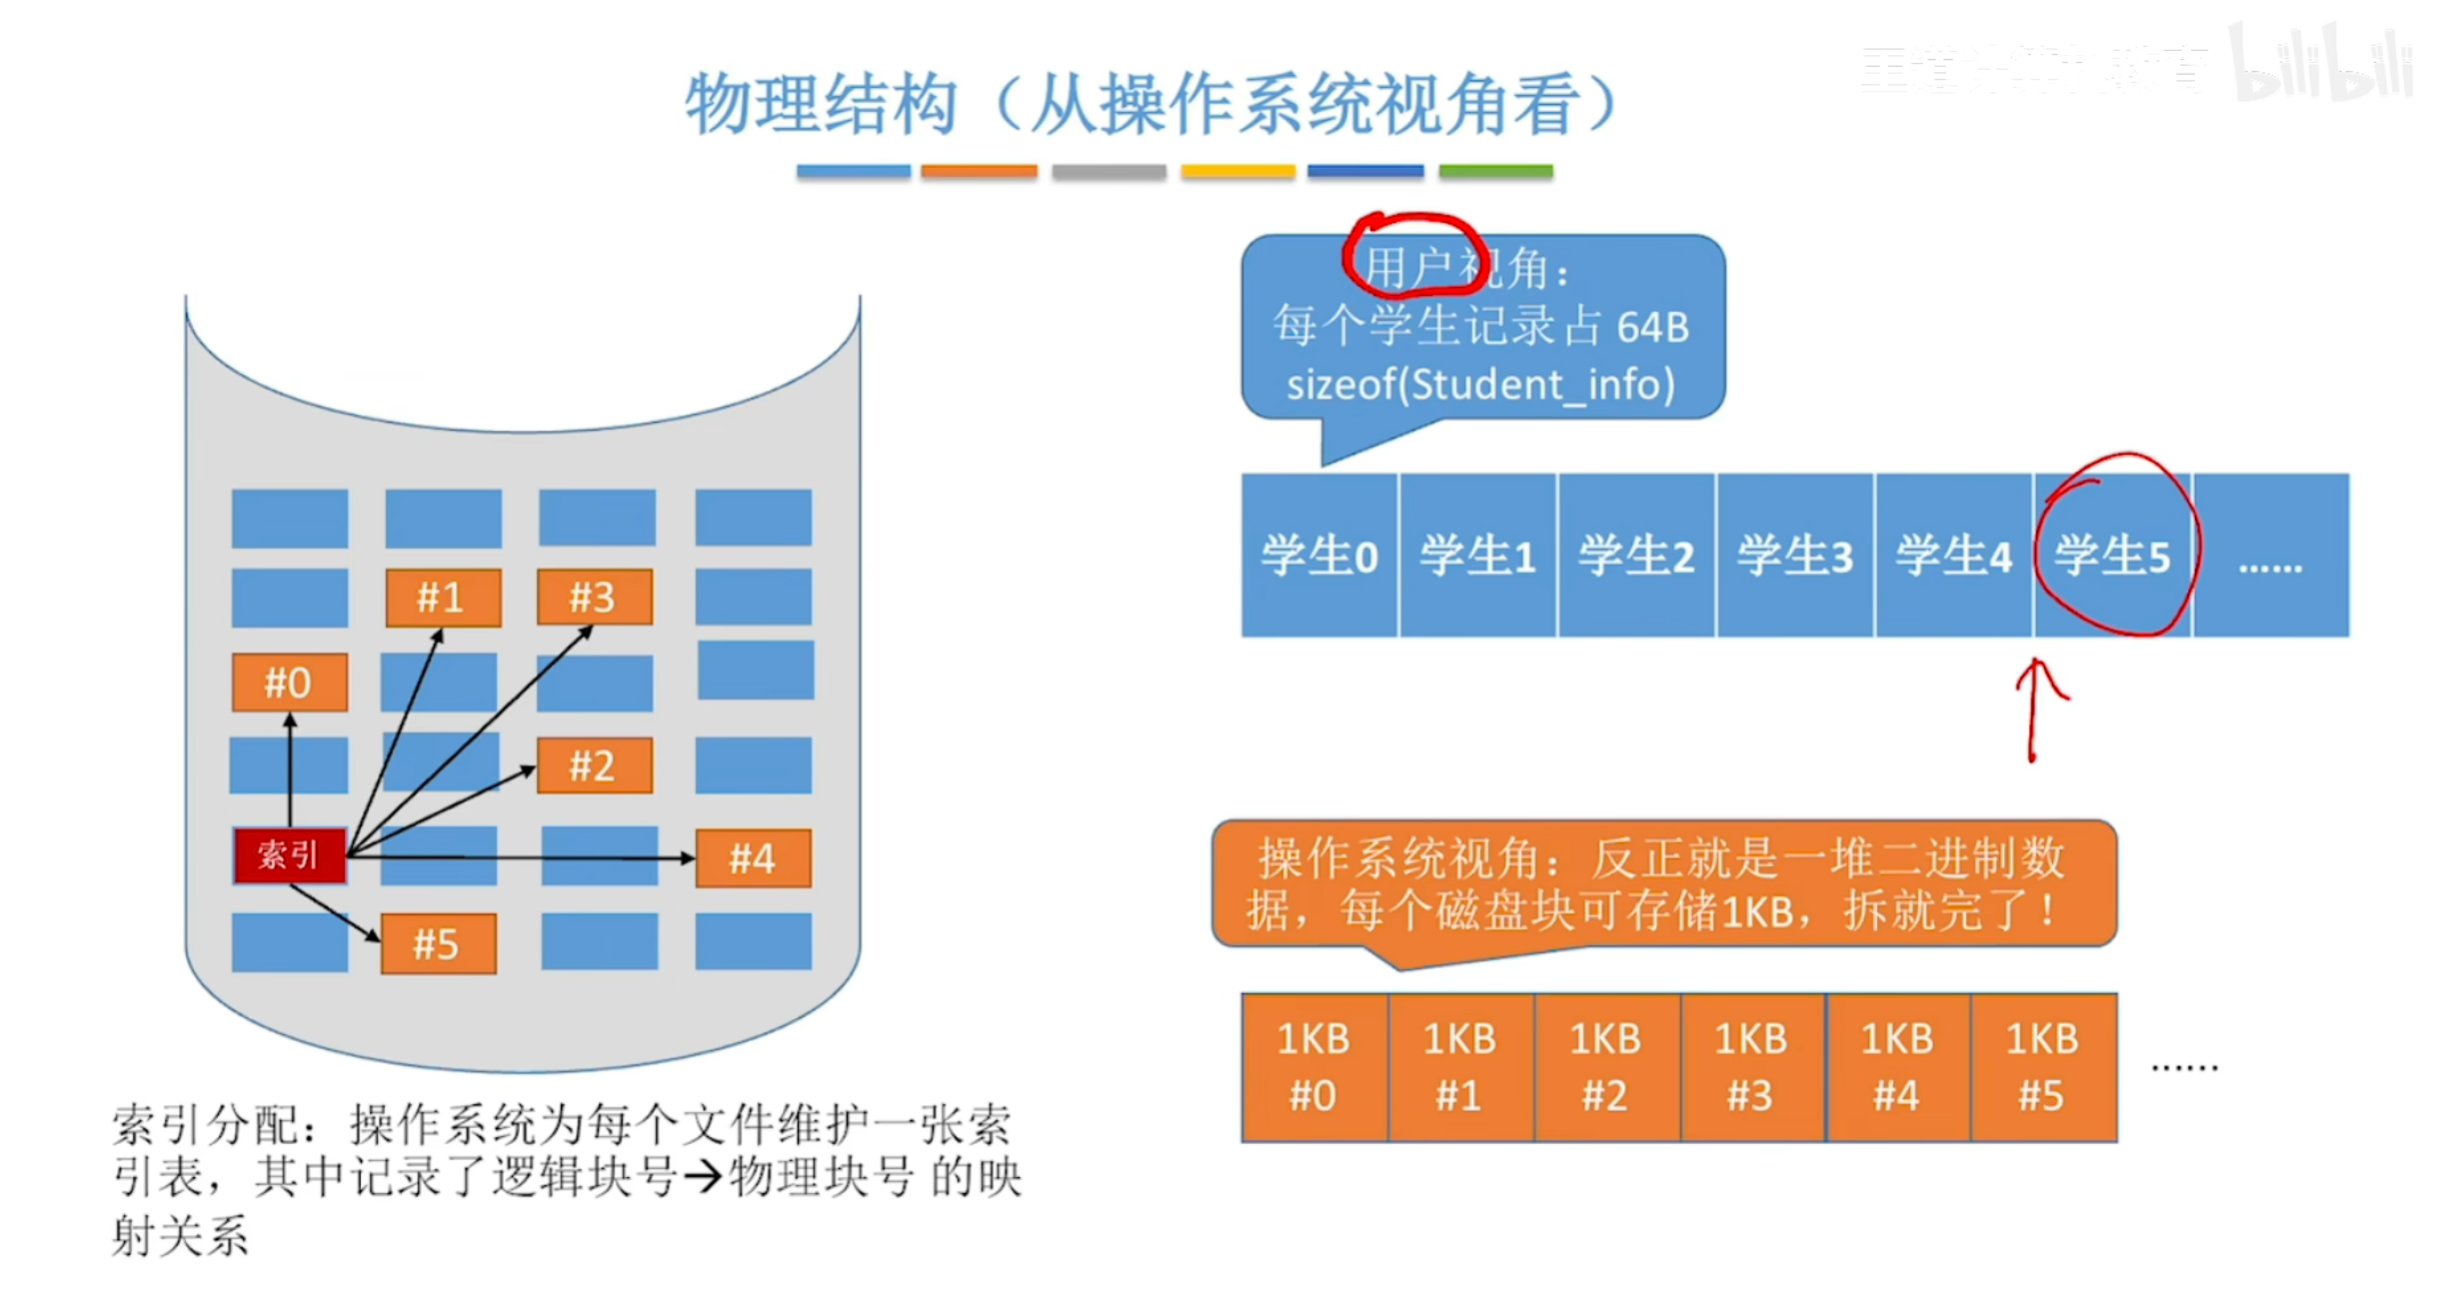 物理结构（从操作系统视角看）
bilibili
用户视角：
每个学生记录占 64B
sizeof(Student_info)
学生0 学生1 学生2 学生3 学生4 学生5 ......
#1 #3
#0
#2
索引 #4
#5
操作系统视角：反正就是一堆二进制数
据，每个磁盘块可存储1KB，拆就完了！
1KB 1KB 1KB 1KB 1KB 1KB
#0 #1 #2 #3 #4 #5 ......
索引分配：操作系统为每个文件维护一张索
引表，其中记录了逻辑块号→物理块号 的映
射关系